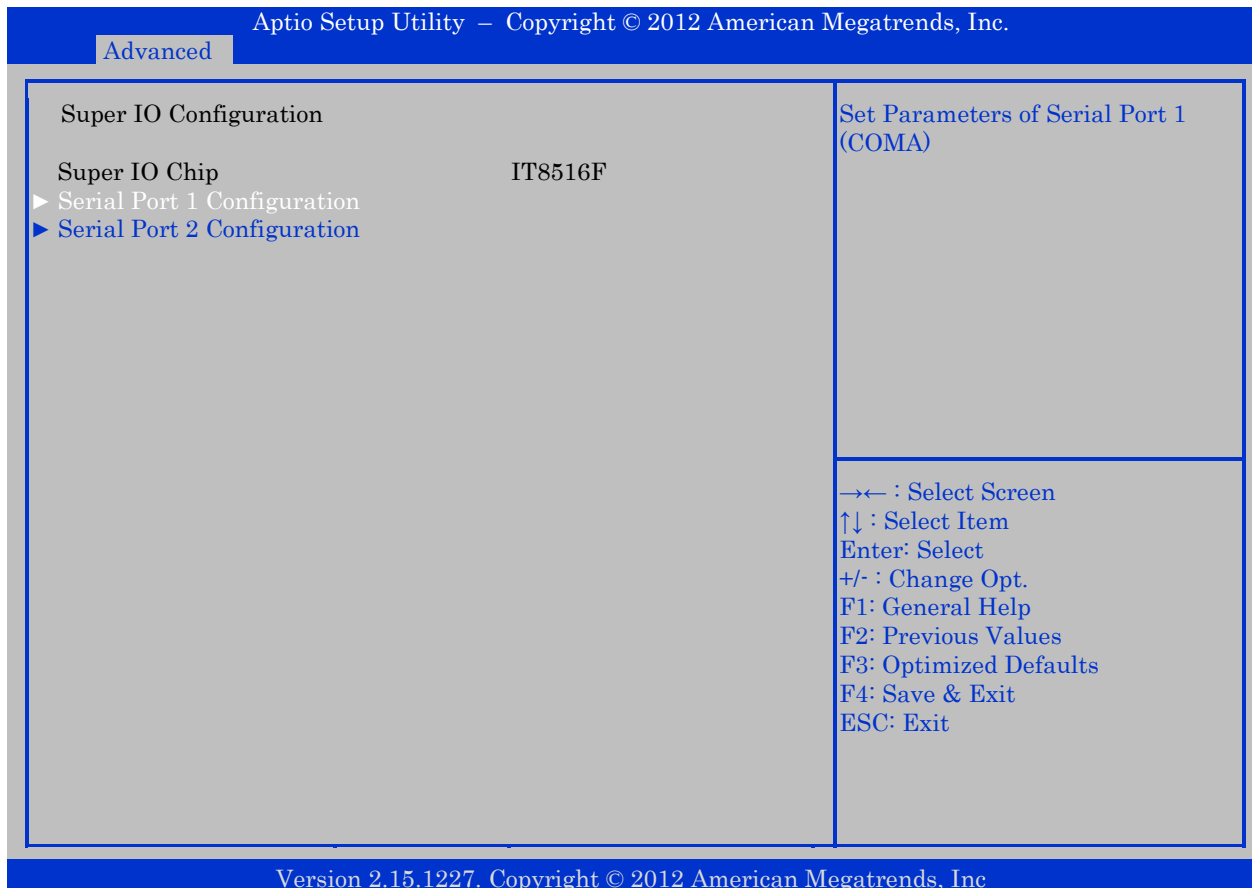 Aptio Setup Utility – Copyright © 2012 American Megatrends, Inc.
Advanced
Super IO Configuration
Super IO Chip IT8516F
► Serial Port 1 Configuration
► Serial Port 2 Configuration
Set Parameters of Serial Port 1
(COMA)
→← : Select Screen
↑↓ : Select Item
Enter: Select
+/- : Change Opt.
F1: General Help
F2: Previous Values
F3: Optimized Defaults
F4: Save & Exit
ESC: Exit
Version 2.15.1227. Copyright © 2012 American Megatrends, Inc